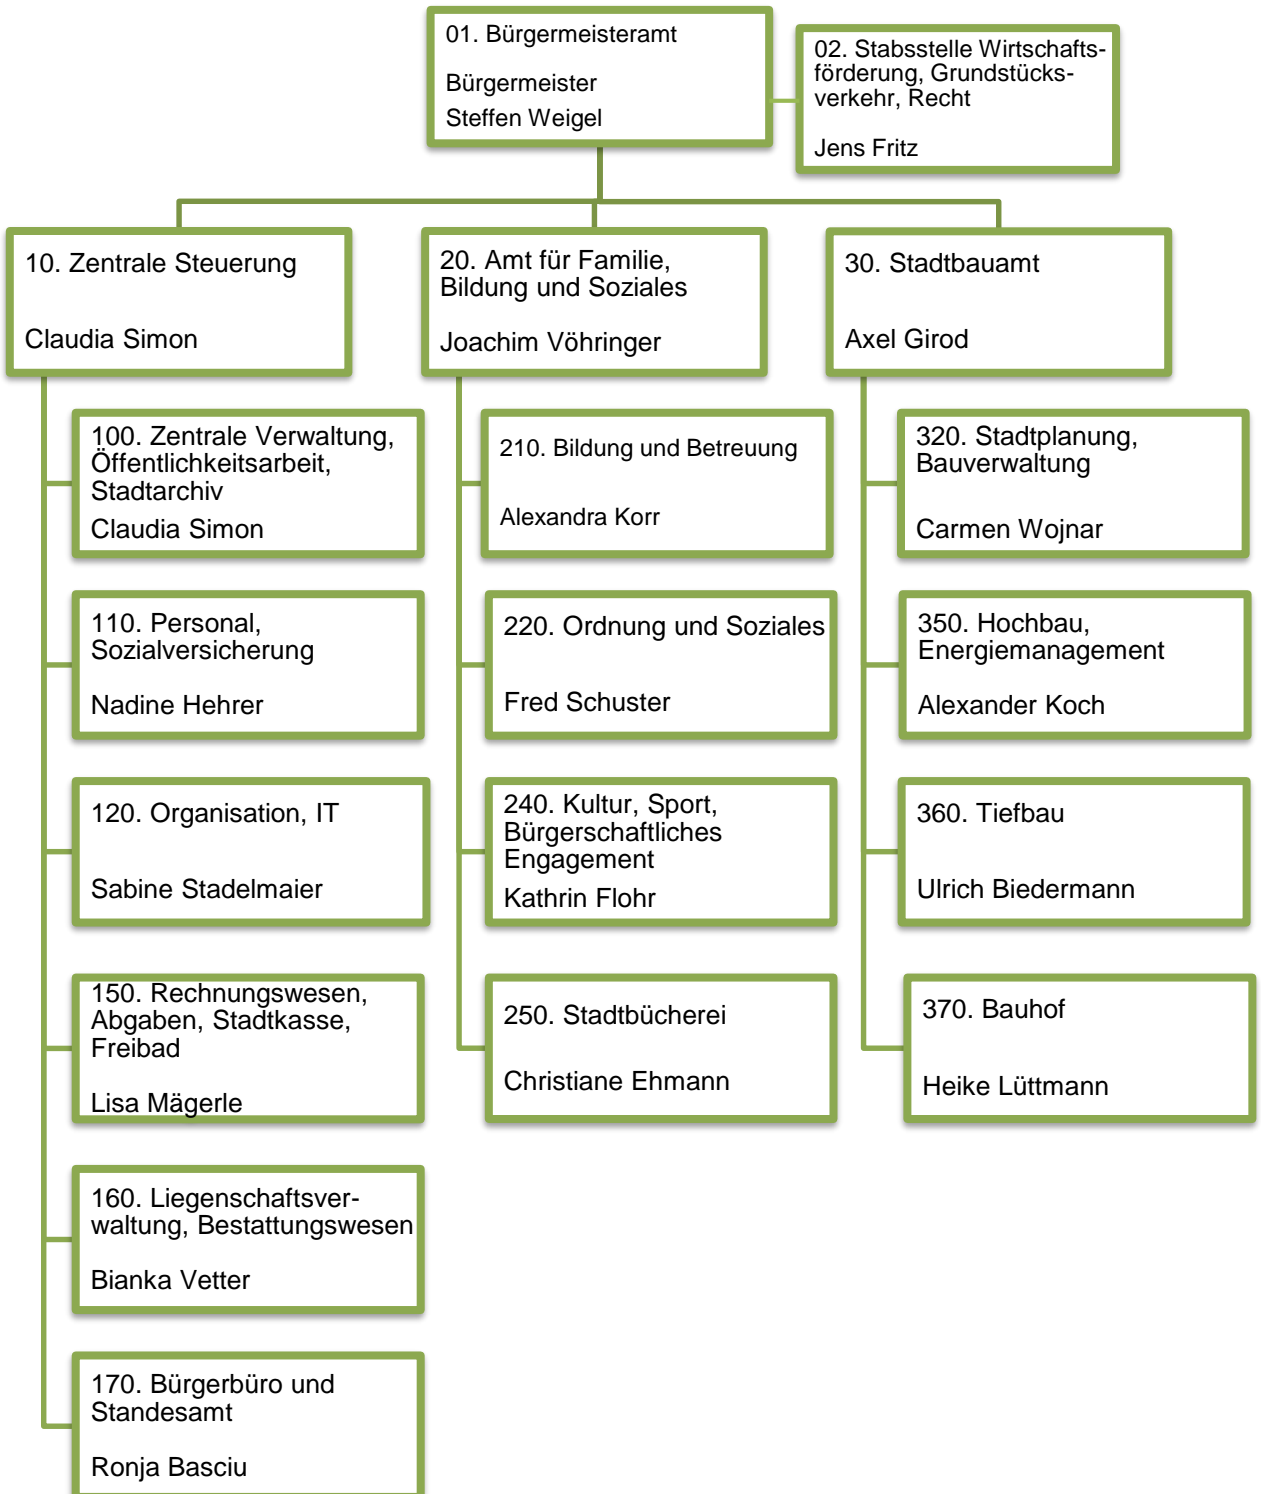 01. Bürgermeisteramt
Bürgermeister
Steffen Weigel
02. Stabsstelle Wirtschafts-
förderung, Grundstücks-
verkehr, Recht
Jens Fritz
10. Zentrale Steuerung
Claudia Simon
100. Zentrale Verwaltung,
Öffentlichkeitsarbeit,
Stadtarchiv
Claudia Simon
110. Personal,
Sozialversicherung
Nadine Hehrer
120. Organisation, IT
Sabine Stadelmaier
150. Rechnungswesen,
Abgaben, Stadtkasse,
Freibad
Lisa Mägerle
160. Liegenschaftsver-
waltung, Bestattungswesen
Bianka Vetter
170. Bürgerbüro und
Standesamt
Ronja Basciu
20. Amt für Familie,
Bildung und Soziales
Joachim Vöhringer
210. Bildung und Betreuung
Alexandra Korr
220. Ordnung und Soziales
Fred Schuster
240. Kultur, Sport,
Bürgerschaftliches
Engagement
Kathrin Flohr
250. Stadtbücherei
Christiane Ehmann
30. Stadtbauamt
Axel Girod
320. Stadtplanung,
Bauverwaltung
Carmen Wojnar
350. Hochbau,
Energiemanagement
Alexander Koch
360. Tiefbau
Ulrich Biedermann
370. Bauhof
Heike Lüttmann